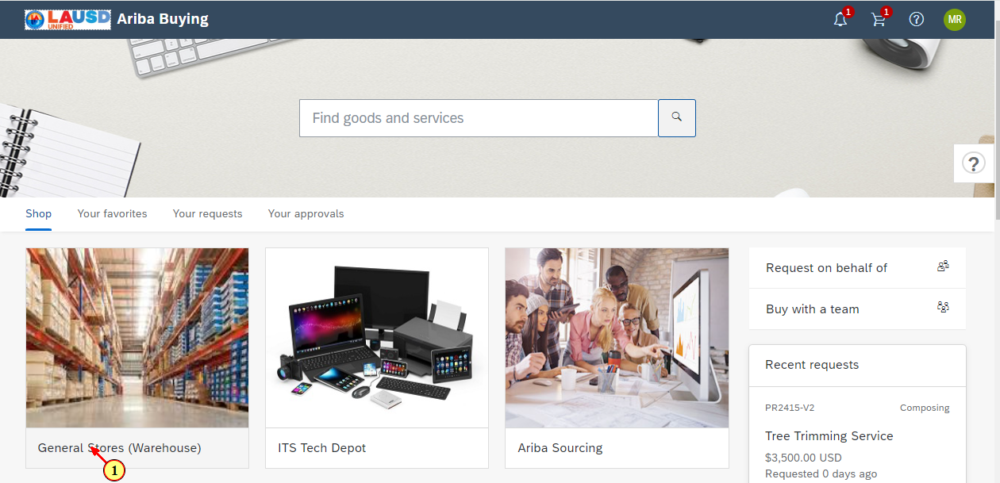 LAUSD
UNIFIED
Ariba Buying
1
1
MR
Find goods and services
?
Shop
Your favorites
Your requests
Your approvals
General Stores (Warehouse)
1
ITS Tech Depot
Ariba Sourcing
Request on behalf of
Buy with a team
Recent requests
PR2415-V2
Composing
Tree Trimming Service
$3,500.00 USD
Requested 0 days ago